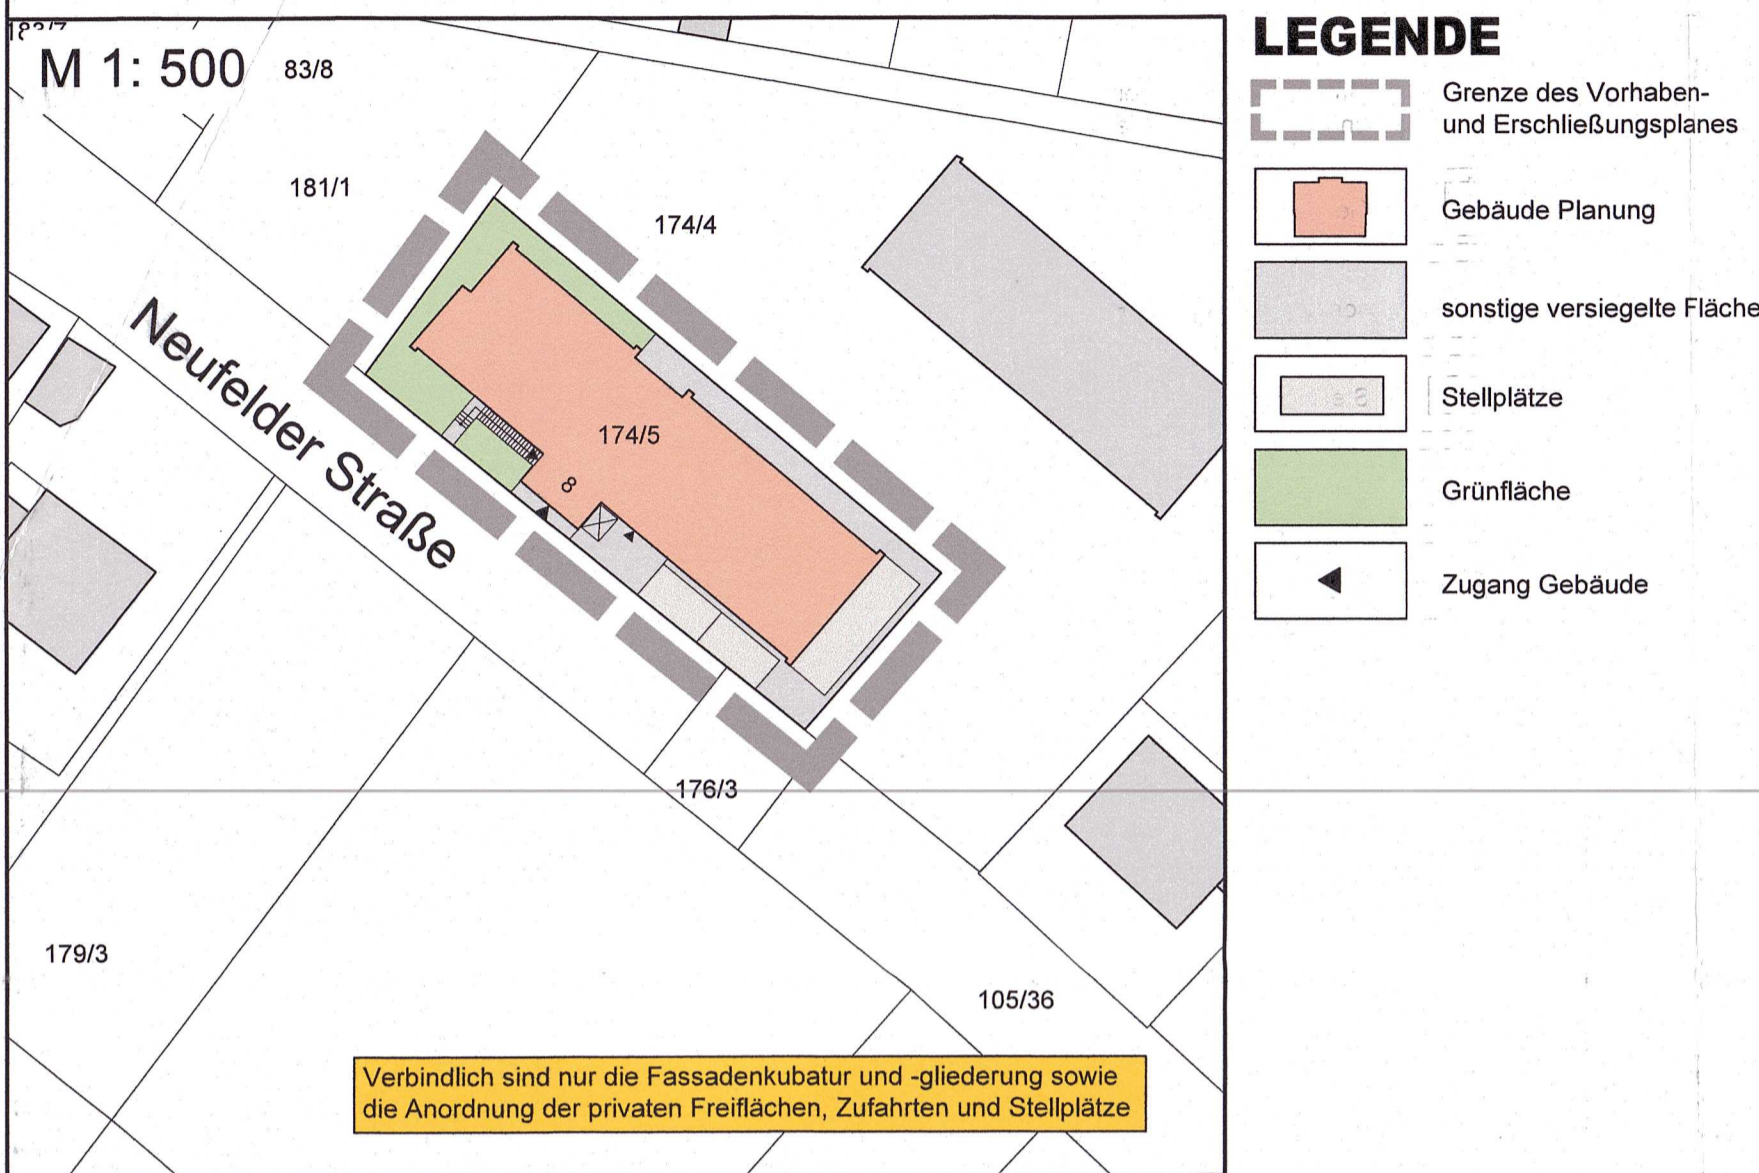 M 1: 500
83/8
181/1
174/4
Neufelder Straße
174/5
8
176/3
179/3
105/36
Verbindlich sind nur die Fassadenkubatur und -gliederung sowie
die Anordnung der privaten Freiflächen, Zufahrten und Stellplätze
LEGENDE
Grenze des Vorhaben-
und Erschließungsplanes
Gebäude Planung
sonstige versiegelte Fläche
Stellplätze
Grünfläche
Zugang Gebäude